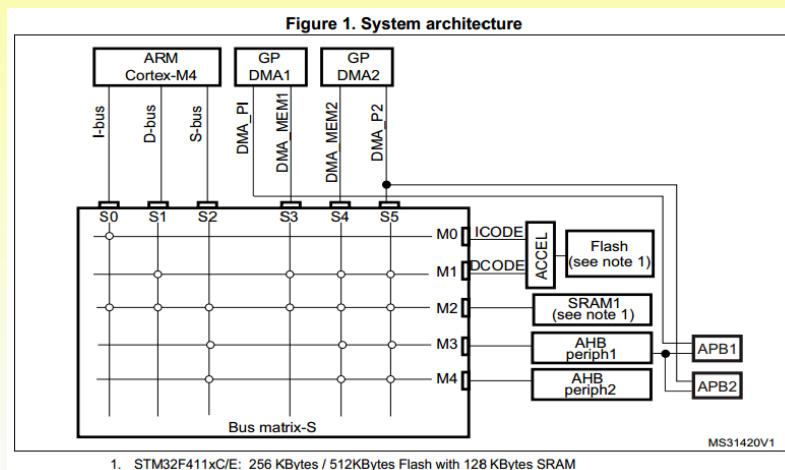 Figure 1. System architecture
ARM
Cortex-M4
GP
DMA1
GP
DMA2
I-bus
D-bus
S-bus
DMA_PI
DMA_MEM1
DMA_MEM2
DMA_P2
S0
S1
S2
S3
S4
S5
M0
ICODE
M1
DCODE
ACCEL
Flash
(see note 1)
M2
SRAM1
(see note 1)
M3
AHB
periph1
APB1
M4
AHB
periph2
APB2
Bus matrix-S
MS31420V1
1. STM32F411xC/E: 256 KBytes / 512KBytes Flash with 128 KBytes SRAM